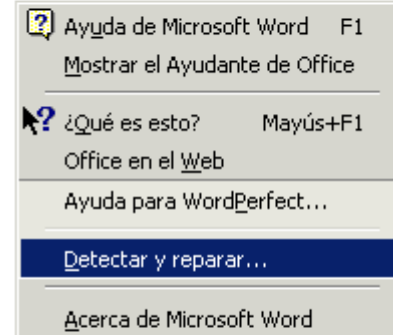 Ayuda de Microsoft Word F1
Mostrar el Ayudante de Office
¿Qué es esto? Mayús+F1
Office en el Web
Ayuda para WordPerfect...
Detectar y reparar...
Acerca de Microsoft Word